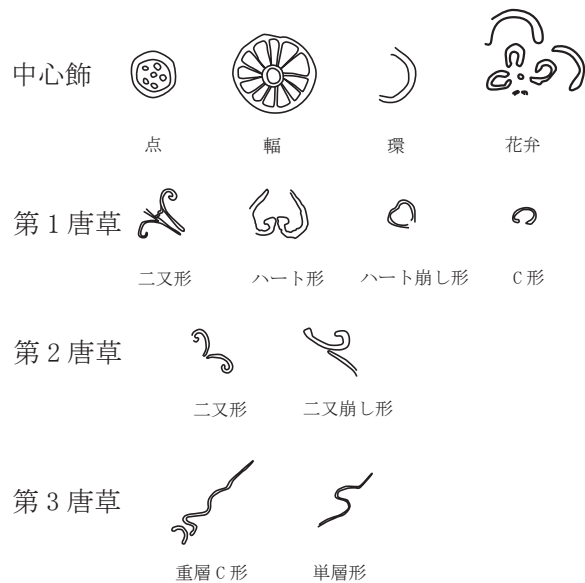 中心飾
点 輻 環 花弁
第1唐草
二又形 ハート形 ハート崩し形 C形
第2唐草
二又形 二又崩し形
第3唐草
重層C形 単層形